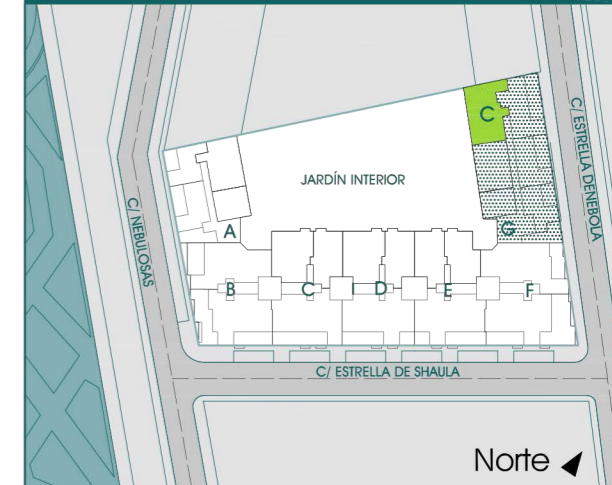 C
C/ ESTRELLA DENEBOLA
JARDÍN INTERIOR
C/ NEBULOSAS
A
G
B
C
D
E
F
C/ ESTRELLA DE SHAULA
Norte